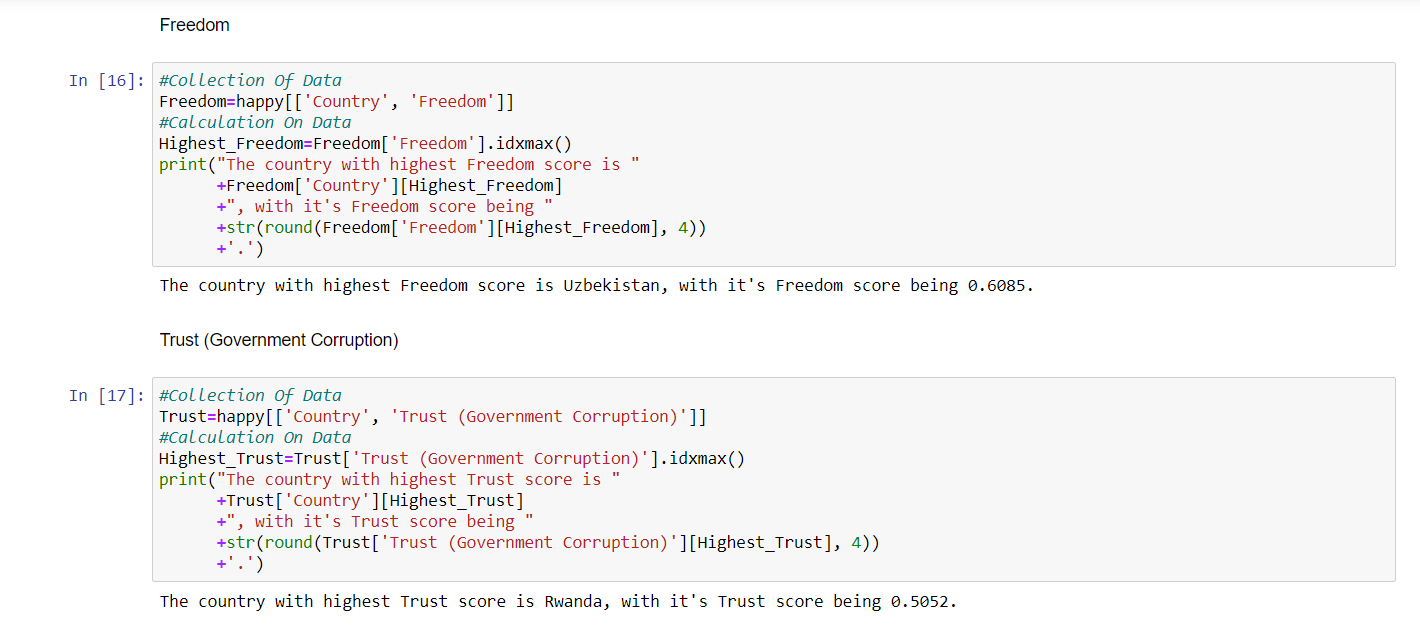 Freedom
In [16]:
#Collection Of Data
Freedom=happy[['Country', 'Freedom']]
#Calculation On Data
Highest_Freedom=Freedom['Freedom'].idxmax()
print("The country with highest Freedom score is "
      +Freedom['Country'][Highest_Freedom]
      +", with it's Freedom score being "
      +str(round(Freedom['Freedom'][Highest_Freedom], 4))
      +'.')
The country with highest Freedom score is Uzbekistan, with it's Freedom score being 0.6085.
Trust (Government Corruption)
In [17]:
#Collection Of Data
Trust=happy[['Country', 'Trust (Government Corruption)']]
#Calculation On Data
Highest_Trust=Trust['Trust (Government Corruption)'].idxmax()
print("The country with highest Trust score is "
      +Trust['Country'][Highest_Trust]
      +", with it's Trust score being "
      +str(round(Trust['Trust (Government Corruption)'][Highest_Trust], 4))
      +'.')
The country with highest Trust score is Rwanda, with it's Trust score being 0.5052.